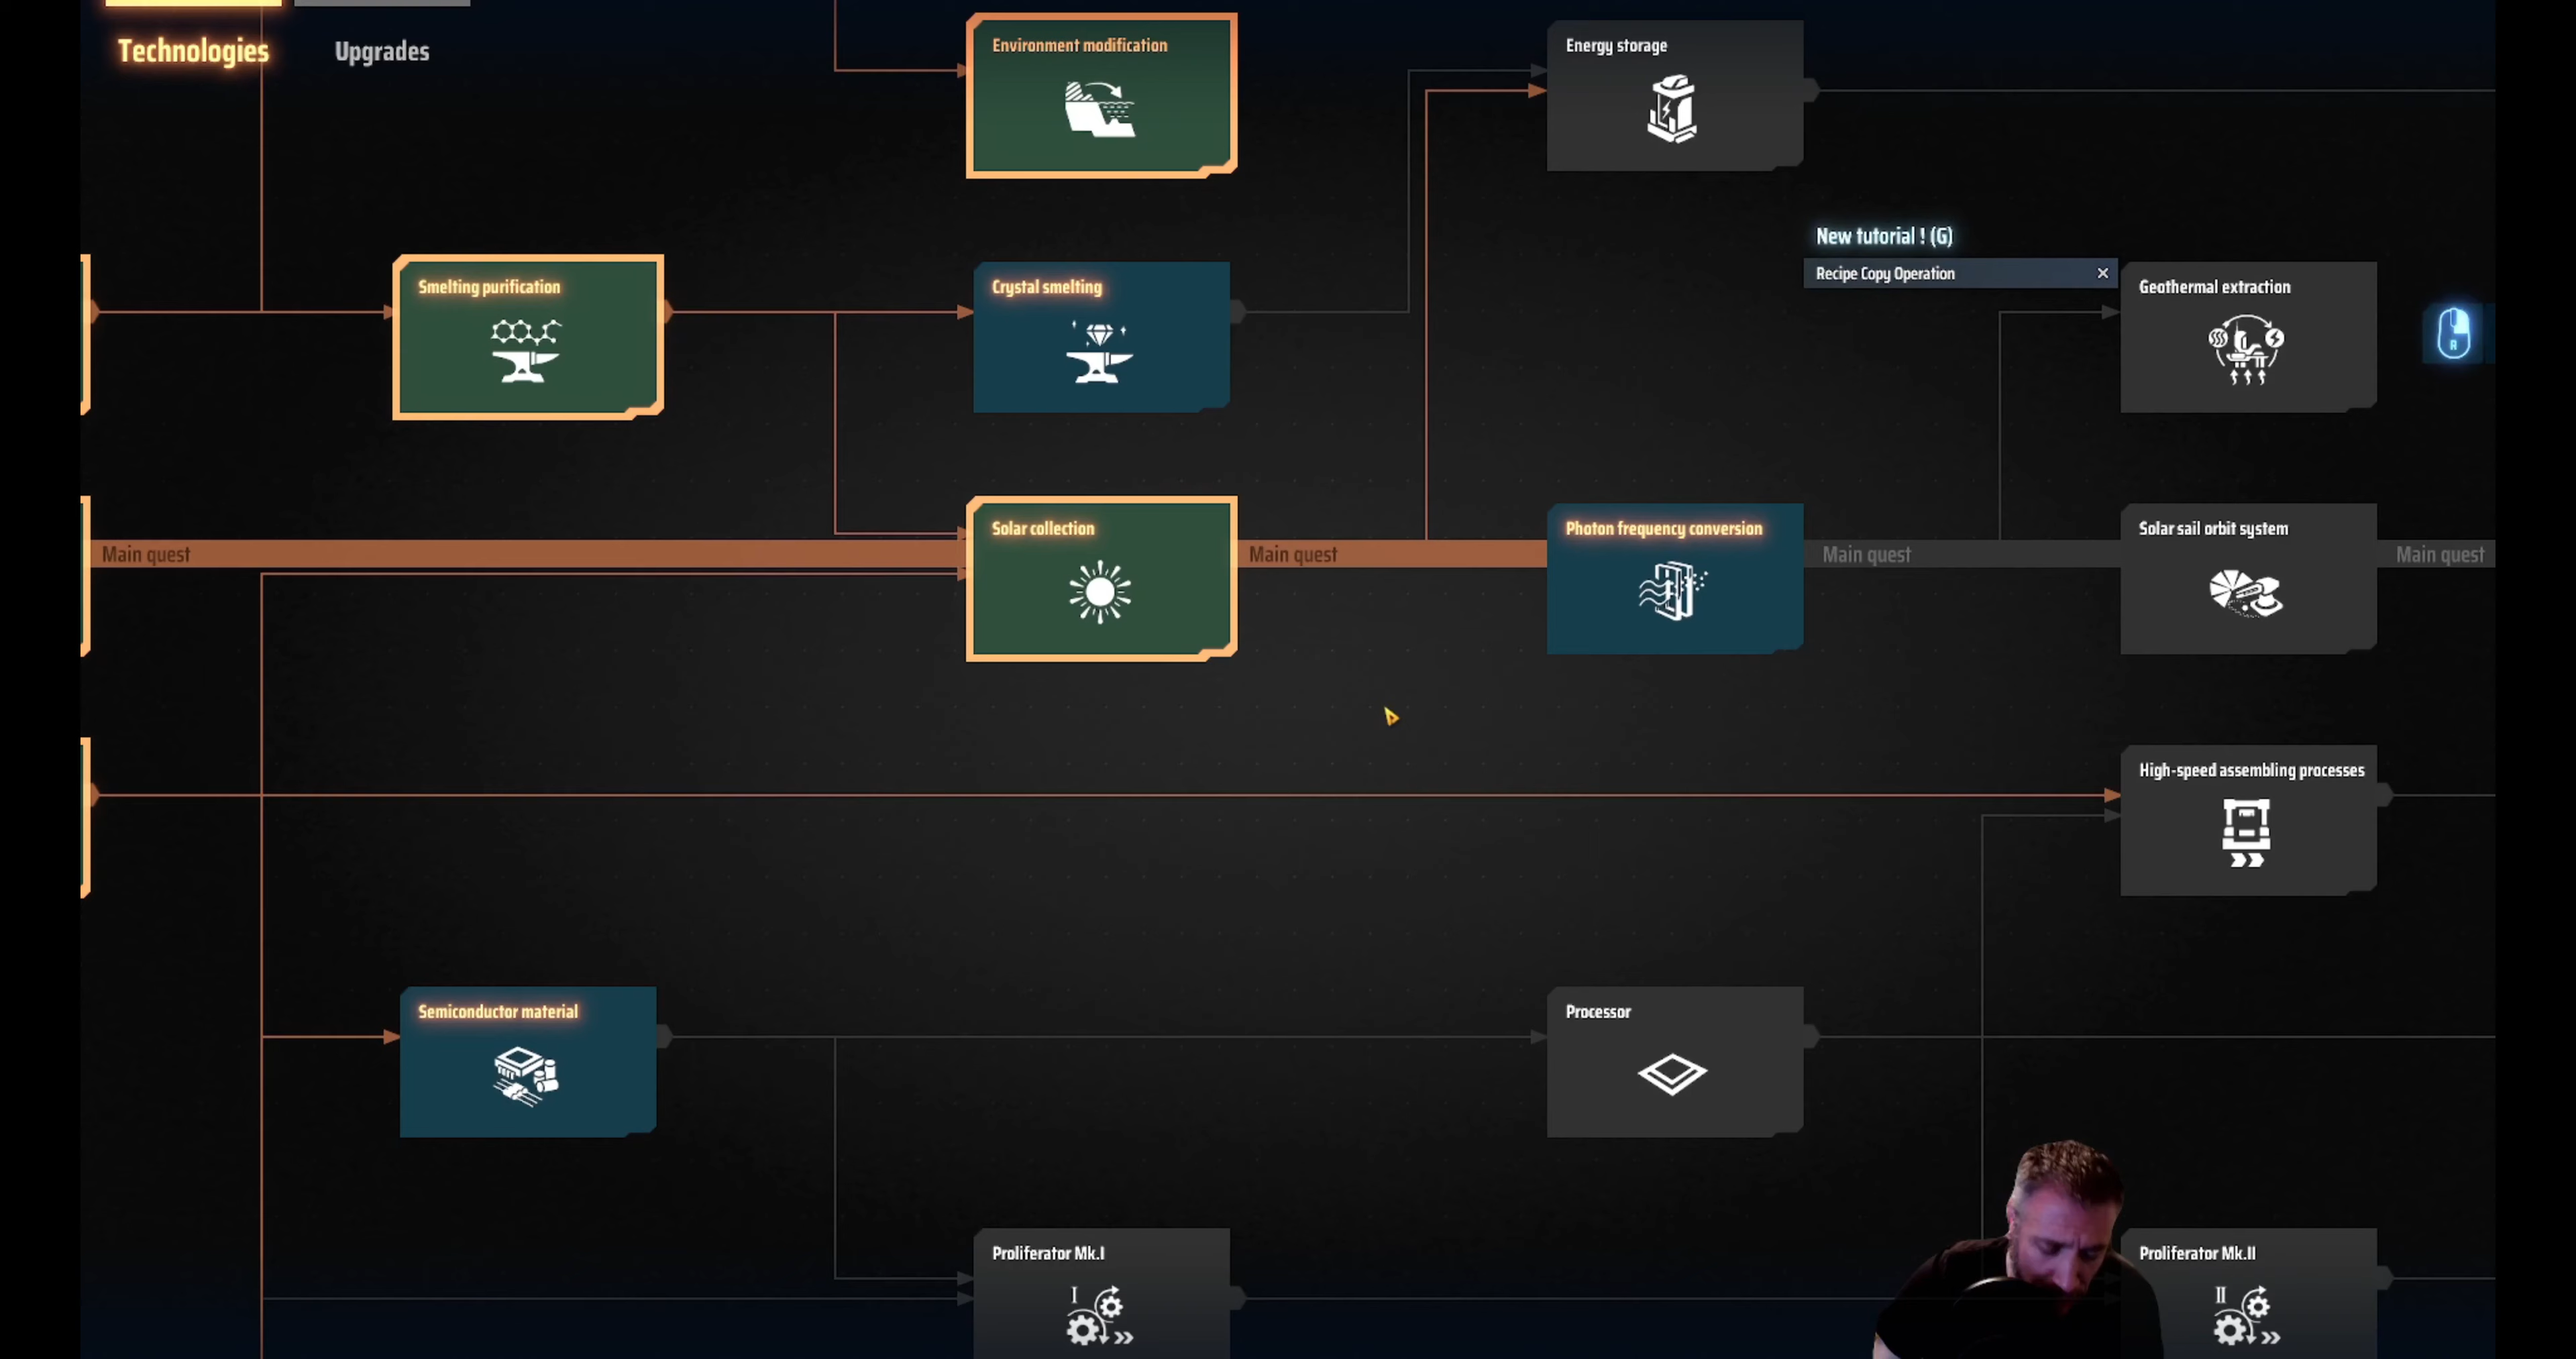 Technologies
Upgrades
Environment modification
Energy storage
New tutorial ! (G)
Recipe Copy Operation
Smelting purification
Crystal smelting
Geothermal extraction
R
Solar collection
Photon frequency conversion
Solar sail orbit system
Main quest
Main quest
Main quest
Main quest
High-speed assembling processes
Semiconductor material
Processor
Proliferator Mk.I
Proliferator Mk.II
I
II